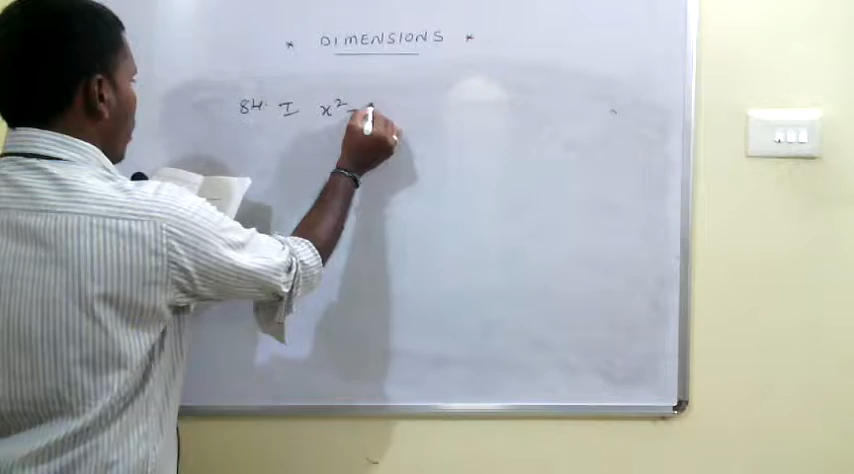 * DIMENSIONS *
84. I x² -